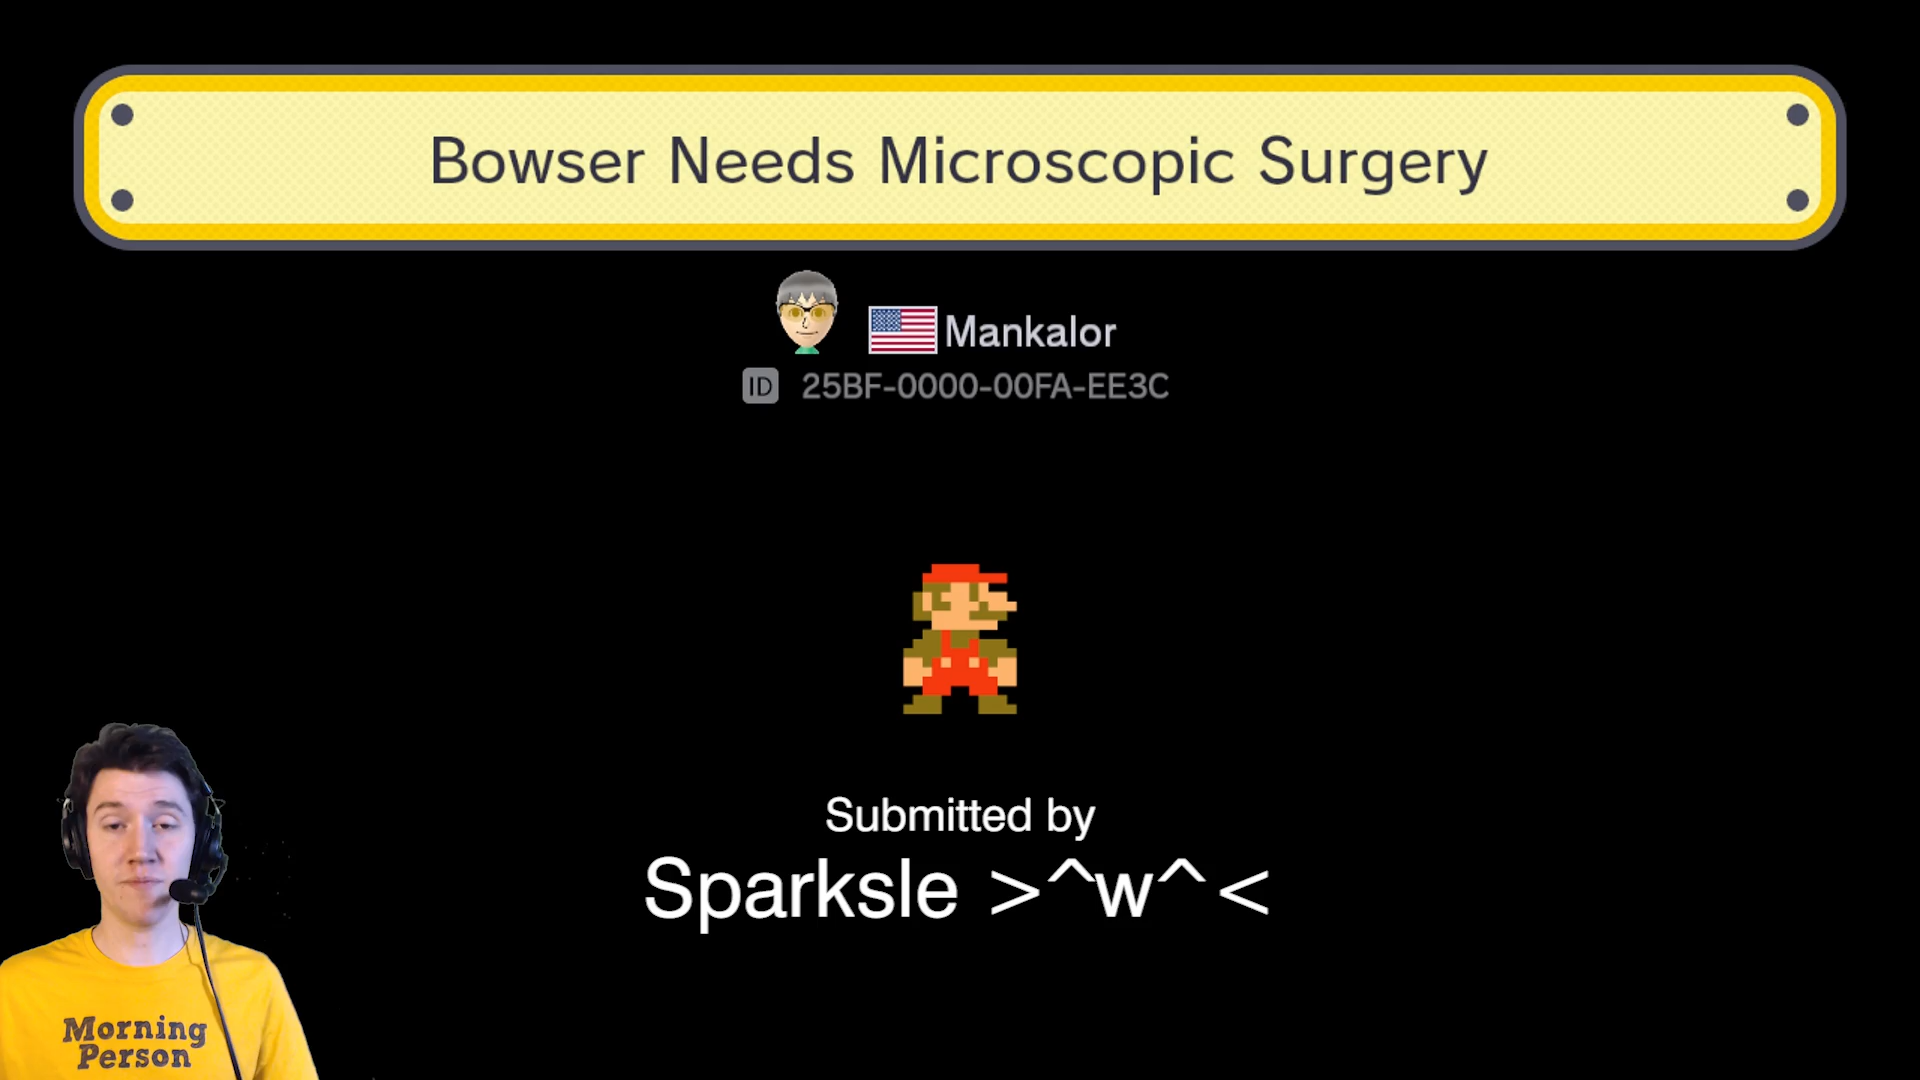 Bowser Needs Microscopic Surgery
Mankalor
ID 25BF-0000-00FA-EE3C
Submitted by
Sparksle >^w^<
Morning
Person